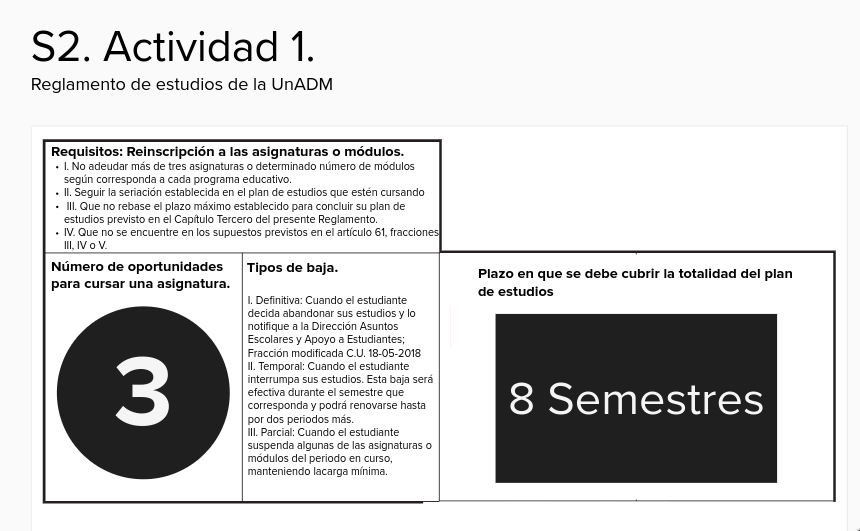 S2. Actividad 1.
Reglamento de estudios de la UnADM
Requisitos: Reinscripción a las asignaturas o módulos.
• I. No adeudar más de tres asignaturas o determinado número de módulos
según corresponda a cada programa educativo.
• II. Seguir la seriación establecida en el plan de estudios que estén cursando
• III. Que no rebase el plazo máximo establecido para concluir su plan de
estudios previsto en el Capítulo Tercero del presente Reglamento.
• IV. Que no se encuentre en los supuestos previstos en el artículo 61, fracciones
III, IV o V.
Número de oportunidades
para cursar una asignatura.
3
Tipos de baja.
I. Definitiva: Cuando el estudiante
decida abandonar sus estudios y lo
notifique a la Dirección Asuntos
Escolares y Apoyo a Estudiantes;
Fracción modificada C.U. 18-05-2018
II. Temporal: Cuando el estudiante
interrumpa sus estudios. Esta baja será
efectiva durante el semestre que
corresponda y podrá renovarse hasta
por dos periodos más.
III. Parcial: Cuando el estudiante
suspenda algunas de las asignaturas o
módulos del periodo en curso,
manteniendo lacarga mínima.
Plazo en que se debe cubrir la totalidad del plan
de estudios
8 Semestres